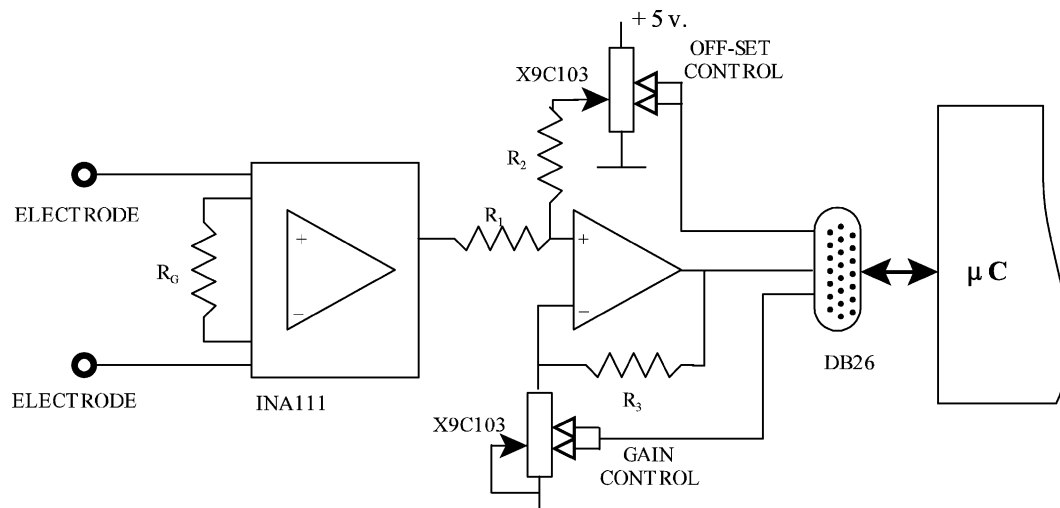 + 5 v.
OFF-SET
CONTROL
X9C103
R2
ELECTRODE
R1
+
+
RG
μ C
−
−
DB26
ELECTRODE
INA111
R3
X9C103
GAIN
CONTROL